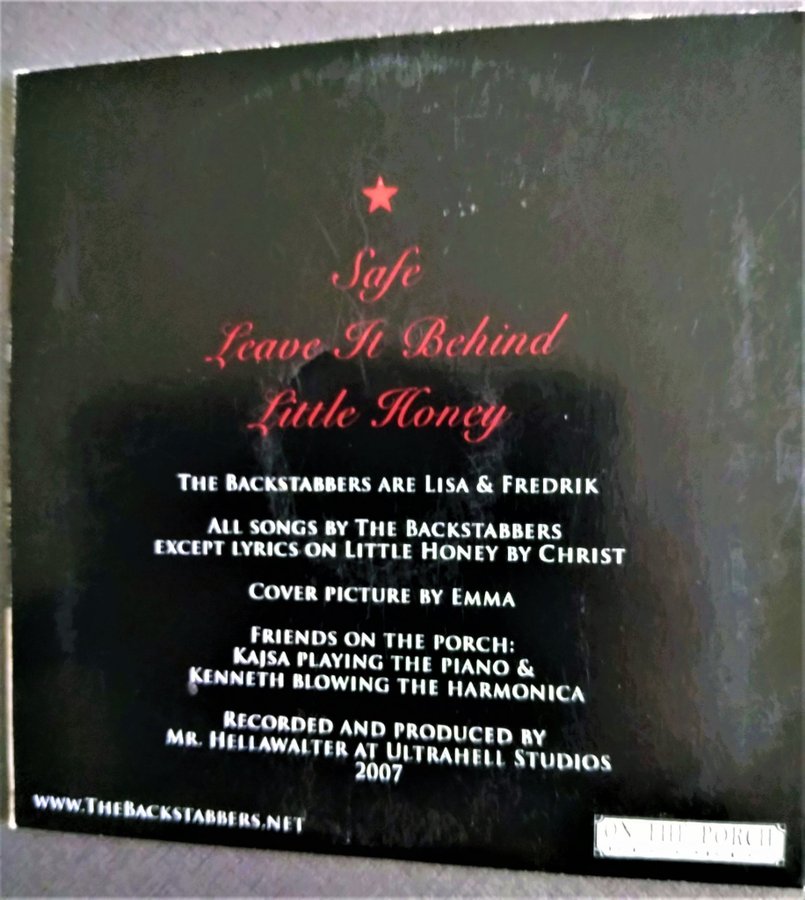 Safe
Leave It Behind
Little Honey
The Backstabbers are Lisa & Fredrik
All songs by The Backstabbers
except lyrics on Little Honey by Christ
Cover picture by Emma
Friends on the porch:
Kajsa playing the piano &
Kenneth blowing the harmonica
Recorded and produced by
Mr. Hellawalter at Ultrahell Studios
2007
www.TheBackstabbers.net
ON THE PORCH